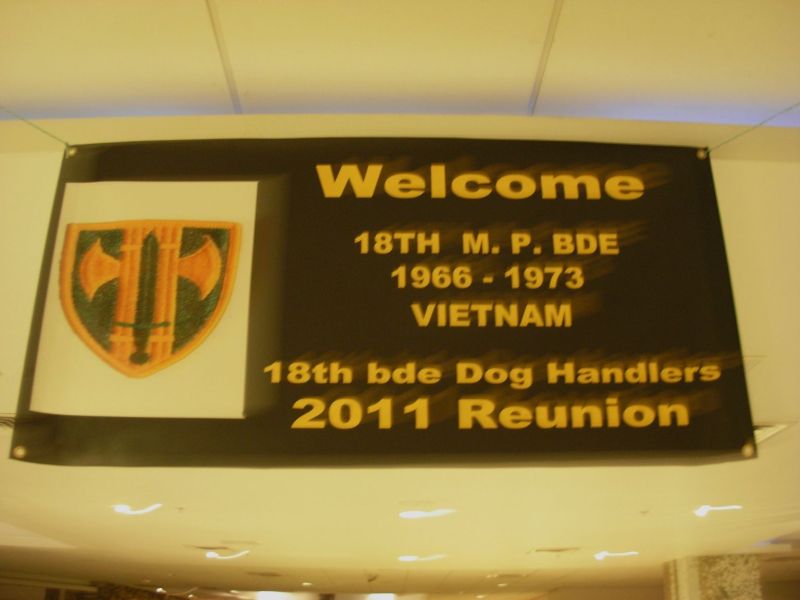 Welcome
18TH M. P. BDE
1966 - 1973
VIETNAM
18th bde Dog Handlers
2011 Reunion